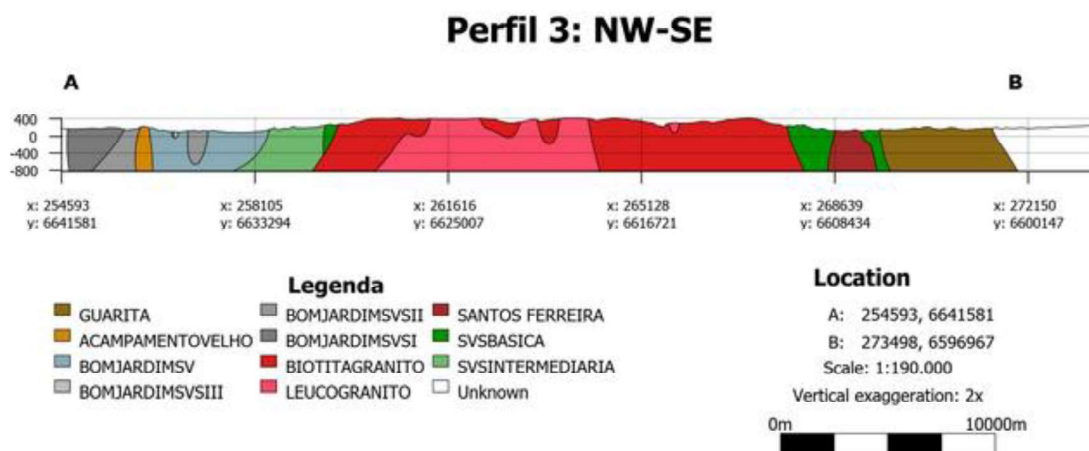 Perfil 3: NW-SE
A B
400
0
-400
-800
x: 254593 x: 258105 x: 261616 x: 265128 x: 268639 x: 272150
y: 6641581 y: 6633294 y: 6625007 y: 6616721 y: 6608434 y: 6600147
Legenda
GUARITA BOMJARDIMSVSII SANTOS FERREIRA
ACAMPAMENTOVELHO BOMJARDIMSVSI SVSBASICA
BOMJARDIMSV BIOTITAGRANITO SVSINTERMEDIARIA
BOMJARDIMSVSIII LEUCOGRANITO Unknown
Location
A: 254593, 6641581
B: 273498, 6596967
Scale: 1:190.000
Vertical exaggeration: 2x
0m 10000m